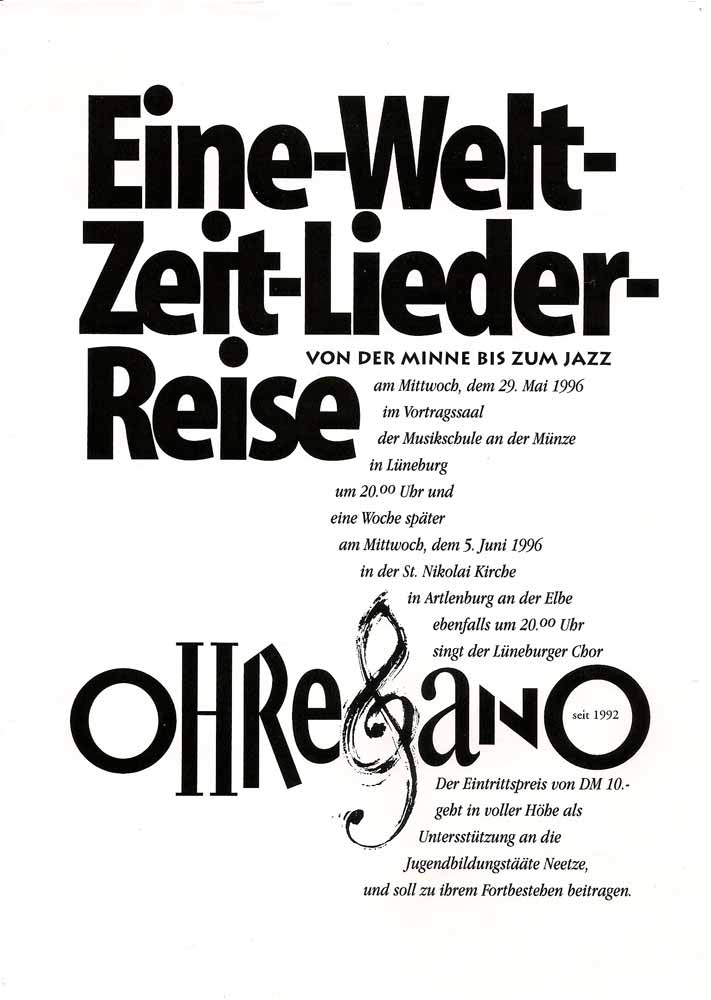 Eine-Welt-
Zeit-Lieder-
Reise
VON DER MINNE BIS ZUM JAZZ
am Mittwoch, dem 29. Mai 1996
im Vortragssaal
der Musikschule an der Münze
in Lüneburg
um 20.00 Uhr und
eine Woche später
am Mittwoch, dem 5. Juni 1996
in der St. Nikolai Kirche
in Artlenburg an der Elbe
ebenfalls um 20.00 Uhr
singt der Lüneburger Chor
OHReGaNO
seit 1992
Der Eintrittspreis von DM 10.-
geht in voller Höhe als
Untersstützung an die
Jugendbildungstääte Neetze,
und soll zu ihrem Fortbestehen beitragen.